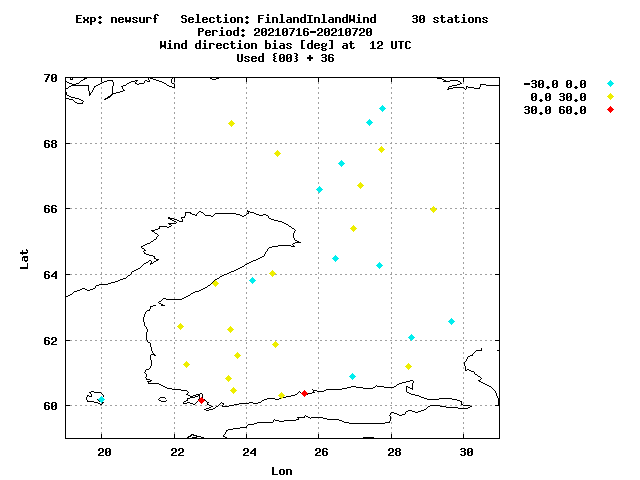 Exp: newsurf   Selection: FinlandInlandWind     30 stations
Period: 20210716-20210720
Wind direction bias [deg] at  12 UTC
Used {00} + 36
-30.0 0.0
0.0 30.0
30.0 60.0
70
68
66
64
62
60
Lat
20 22 24 26 28 30
Lon